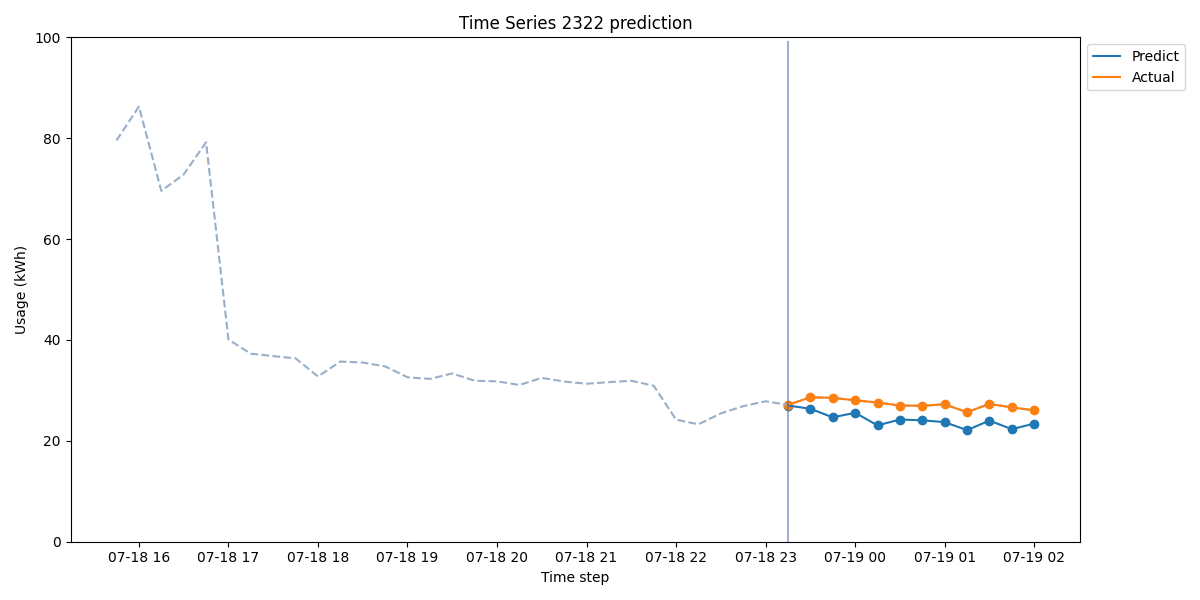 Time Series 2322 prediction
Predict
Actual
Usage (kWh)
100
80
60
40
20
0
07-18 16 07-18 17 07-18 18 07-18 19 07-18 20 07-18 21 07-18 22 07-18 23 07-19 00 07-19 01 07-19 02
Time step